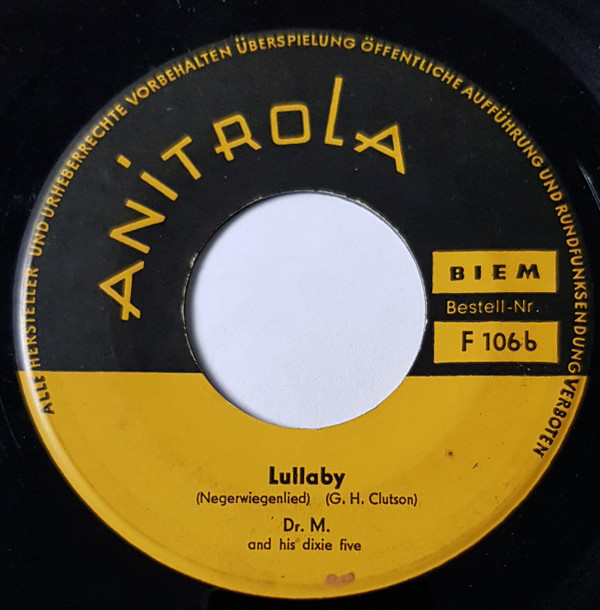 ALLE HERSTELLER- UND URHEBERRECHTE VORBEHALTEN ÜBERSPIELUNG ÖFFENTLICHE AUFFÜHRUNG UND RUNDFUNKSENDUNG VERBOTEN
ANiTROLA
BIEM
Bestell-Nr.
F 106 b
Lullaby
(Negerwiegenlied) (G. H. Clutson)
Dr. M.
and his dixie five